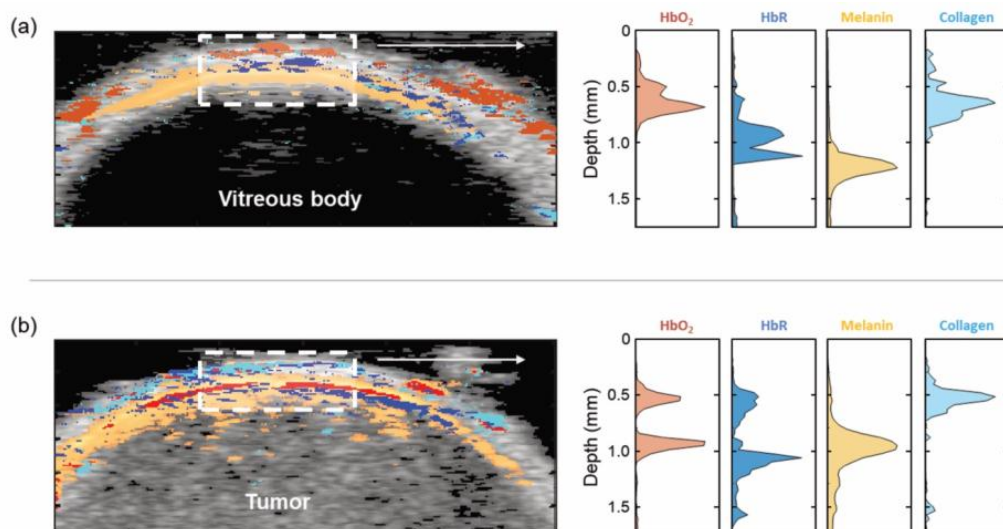 (a)
HbO₂ HbR Melanin Collagen
0
0.5
1.0
1.5
Depth (mm)
Vitreous body
(b)
HbO₂ HbR Melanin Collagen
0
0.5
1.0
1.5
Depth (mm)
Tumor